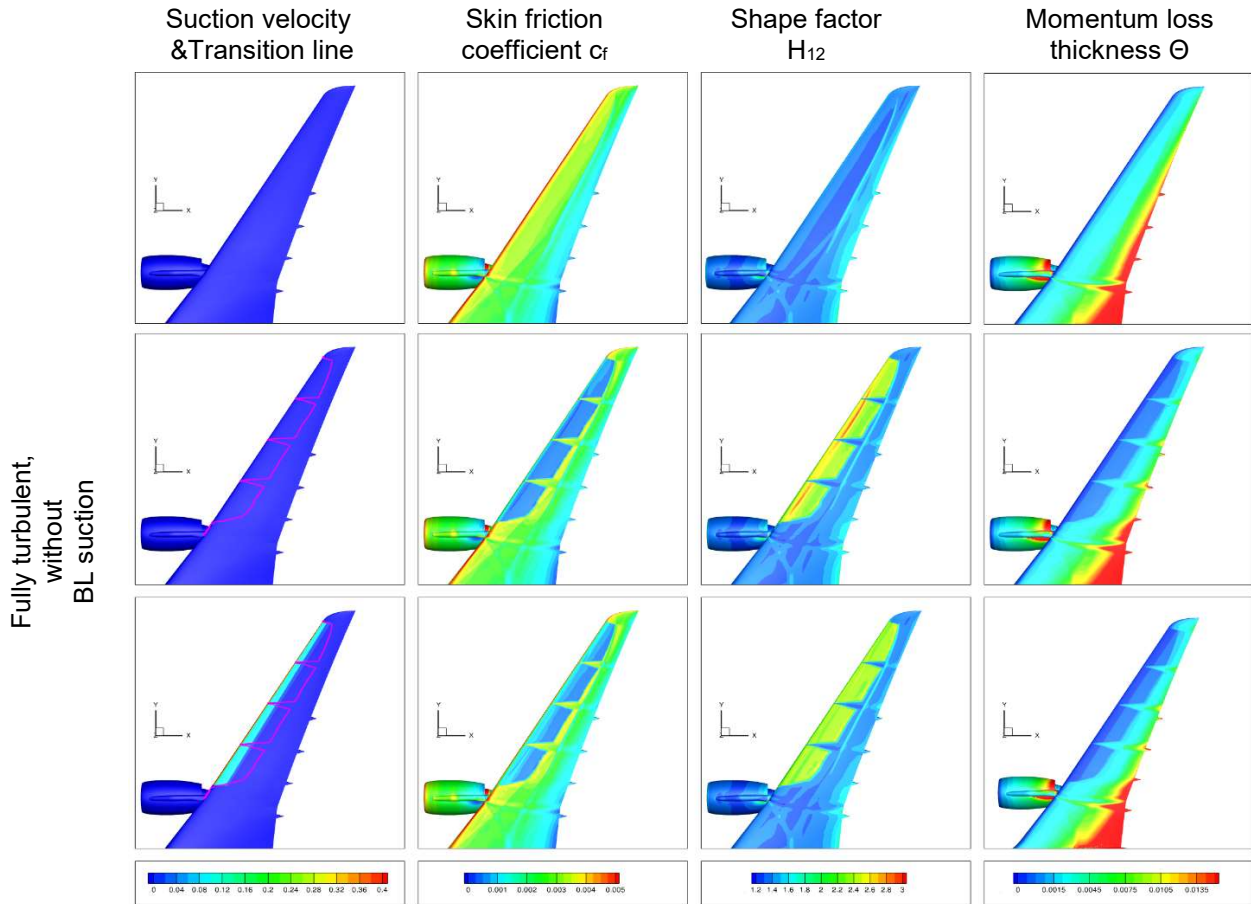 Suction velocity
&Transition line
Skin friction
coefficient cf
Shape factor
H12
Momentum loss
thickness Θ
Fully turbulent,
without
BL suction
Y
X
Z
Y
X
Z
Y
X
Z
Y
X
Z
Y
X
Z
Y
X
Z
Y
X
Z
Y
X
Z
Y
X
Z
Y
X
Z
Y
X
Z
Y
X
Z
0 0.04 0.08 0.12 0.16 0.2 0.24 0.28 0.32 0.36 0.4
0 0.001 0.002 0.003 0.004 0.005
1.2 1.4 1.6 1.8 2 2.2 2.4 2.6 2.8 3
0 0.0015 0.0045 0.0075 0.0105 0.0135